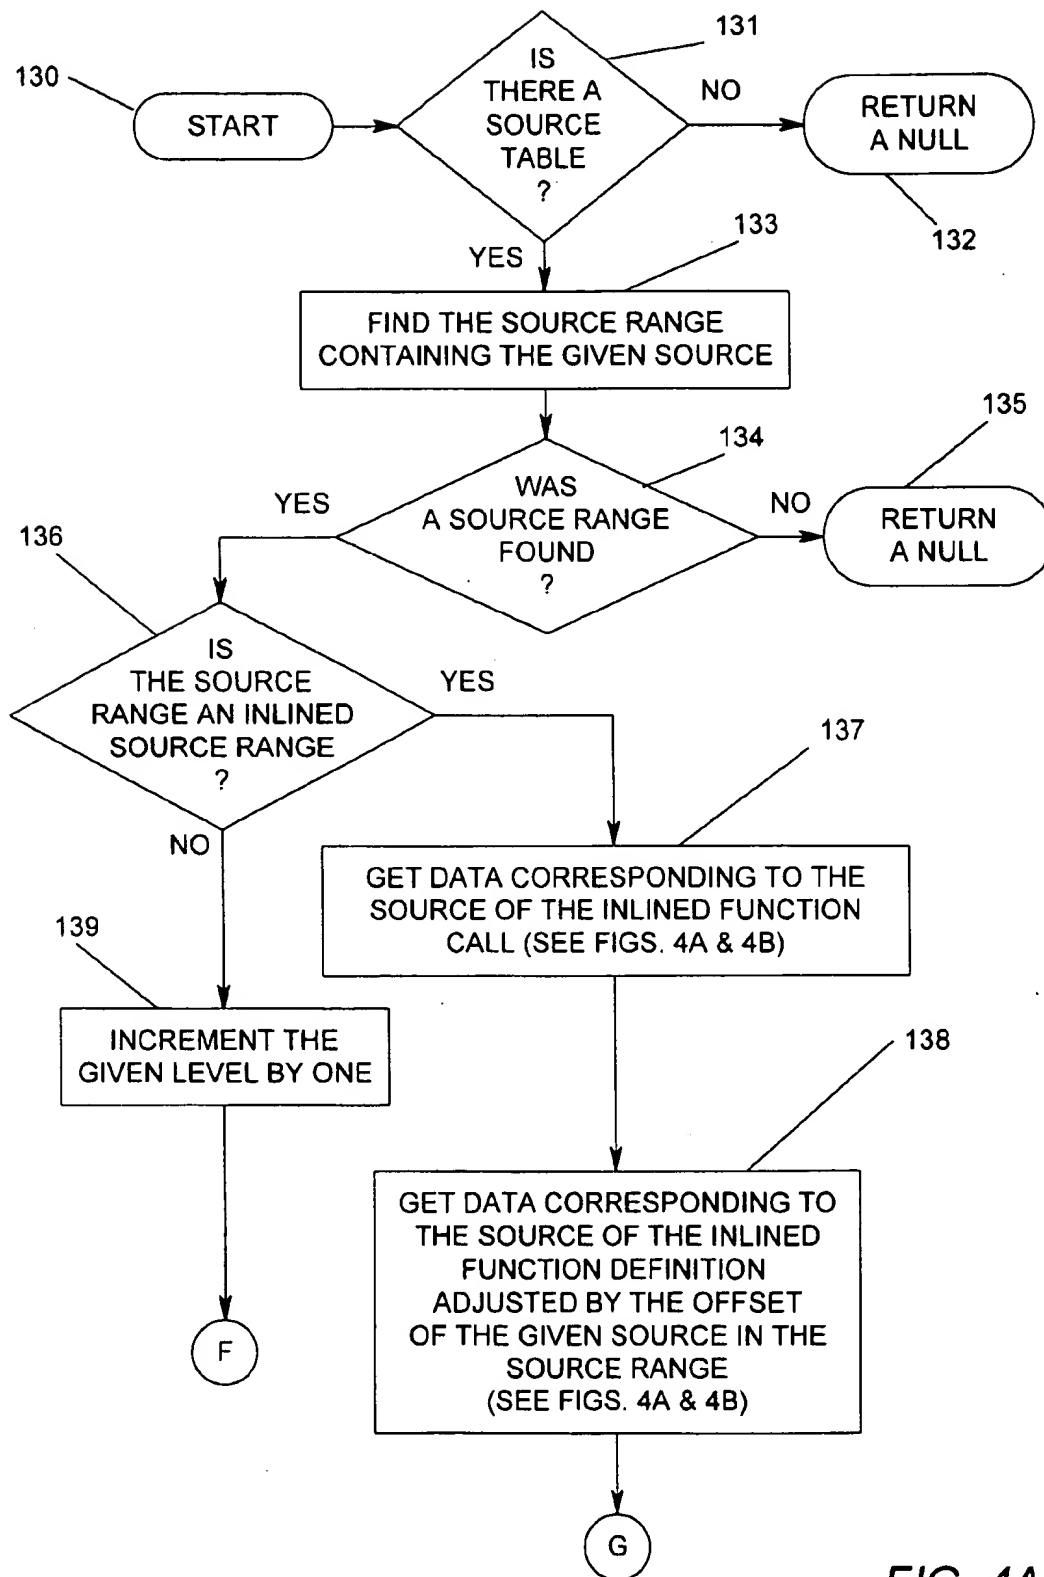 131
130
IS
THERE A
SOURCE
TABLE
?
START
NO
RETURN
A NULL
132
YES
133
FIND THE SOURCE RANGE
CONTAINING THE GIVEN SOURCE
134
135
WAS
A SOURCE RANGE
FOUND
?
YES
NO
RETURN
A NULL
136
IS
THE SOURCE
RANGE AN INLINED
SOURCE RANGE
?
YES
NO
137
GET DATA CORRESPONDING TO THE
SOURCE OF THE INLINED FUNCTION
CALL (SEE FIGS. 4A & 4B)
139
INCREMENT THE
GIVEN LEVEL BY ONE
138
GET DATA CORRESPONDING TO
THE SOURCE OF THE INLINED
FUNCTION DEFINITION
ADJUSTED BY THE OFFSET
OF THE GIVEN SOURCE IN THE
SOURCE RANGE
(SEE FIGS. 4A & 4B)
F
G
FIG. 4A